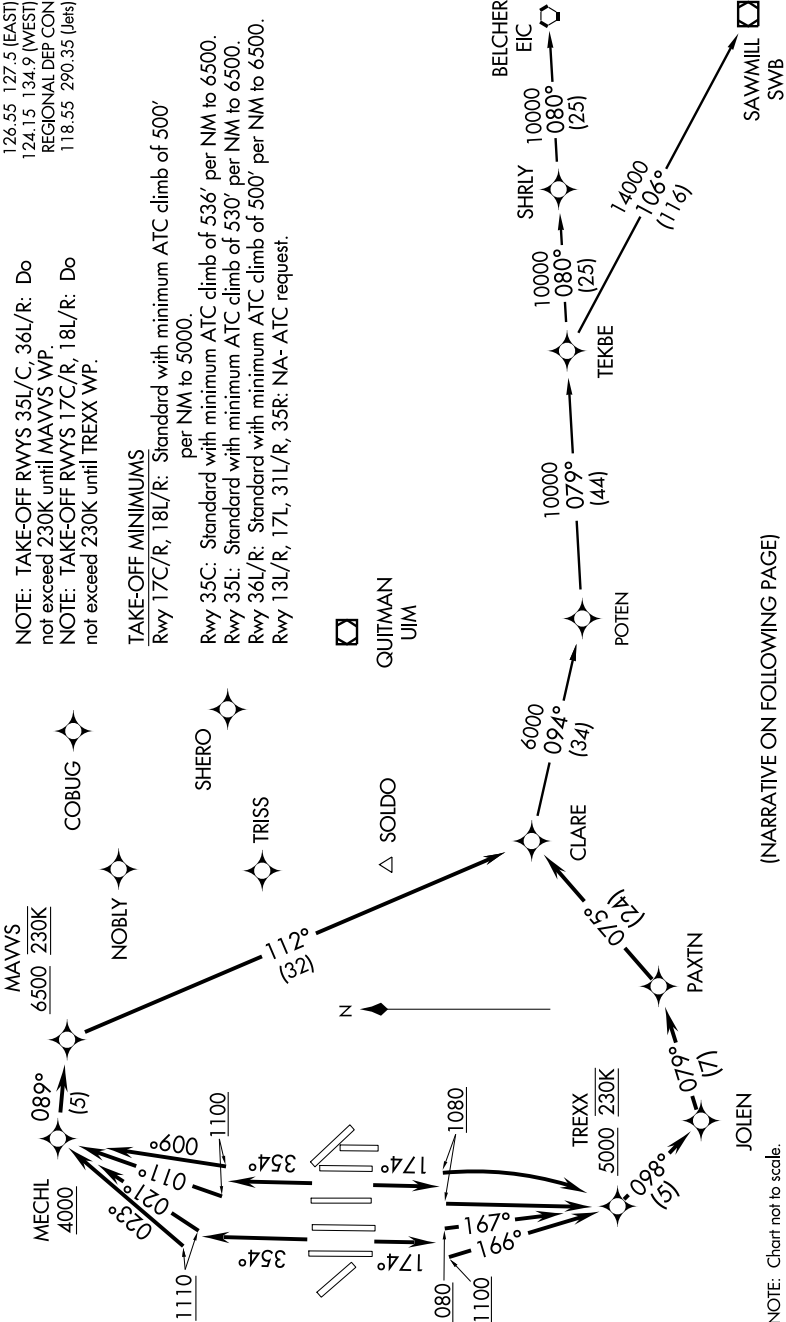 126.55 127.5 (EAST)
124.15 134.9 (WEST)
REGIONAL DEP CON
118.55 290.35 (Jets)
NOTE: TAKE-OFF RWYS 35L/C, 36L/R: Do
not exceed 230K until MAVVS WP.
NOTE: TAKE-OFF RWYS 17C/R, 18L/R: Do
not exceed 230K until TREXX WP.
TAKE-OFF MINIMUMS
Rwy 17C/R, 18L/R: Standard with minimum ATC climb of 500'
per NM to 5000.
Rwy 35C: Standard with minimum ATC climb of 536' per NM to 6500.
Rwy 35L: Standard with minimum ATC climb of 530' per NM to 6500.
Rwy 36L/R: Standard with minimum ATC climb of 500' per NM to 6500.
Rwy 13L/R, 17L, 31L/R, 35R: NA- ATC request.
COBUG
NOBLY
SHERO
TRISS
SOLDO
QUITMAN
UIM
MAVVS
6500 230K
MECHL
4000
089°
(5)
112°
(32)
009°
011°
021°
023°
1100
1110
354°
354°
N
174°
174°
1080
080
1100
167°
166°
TREXX
5000 230K
098°
(5)
JOLEN
079°
(7)
PAXTN
075°
(24)
CLARE
6000
094°
(34)
POTEN
10000
079°
(44)
TEKBE
10000
080°
(25)
SHRLY
10000
080°
(25)
BELCHER
EIC
14000
106°
(116)
SAWMILL
SWB
(NARRATIVE ON FOLLOWING PAGE)
NOTE: Chart not to scale.